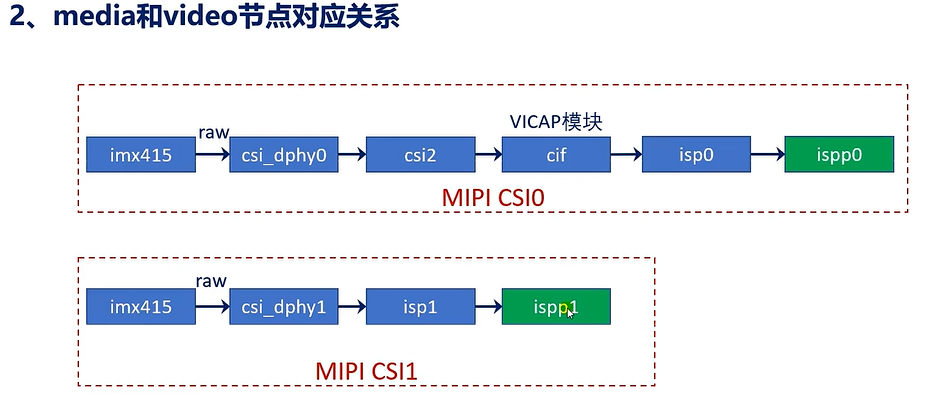 2、media和video节点对应关系
VICAP模块
raw
imx415
csi_dphy0
csi2
cif
isp0
ispp0
MIPI CSI0
raw
imx415
csi_dphy1
isp1
ispp1
MIPI CSI1